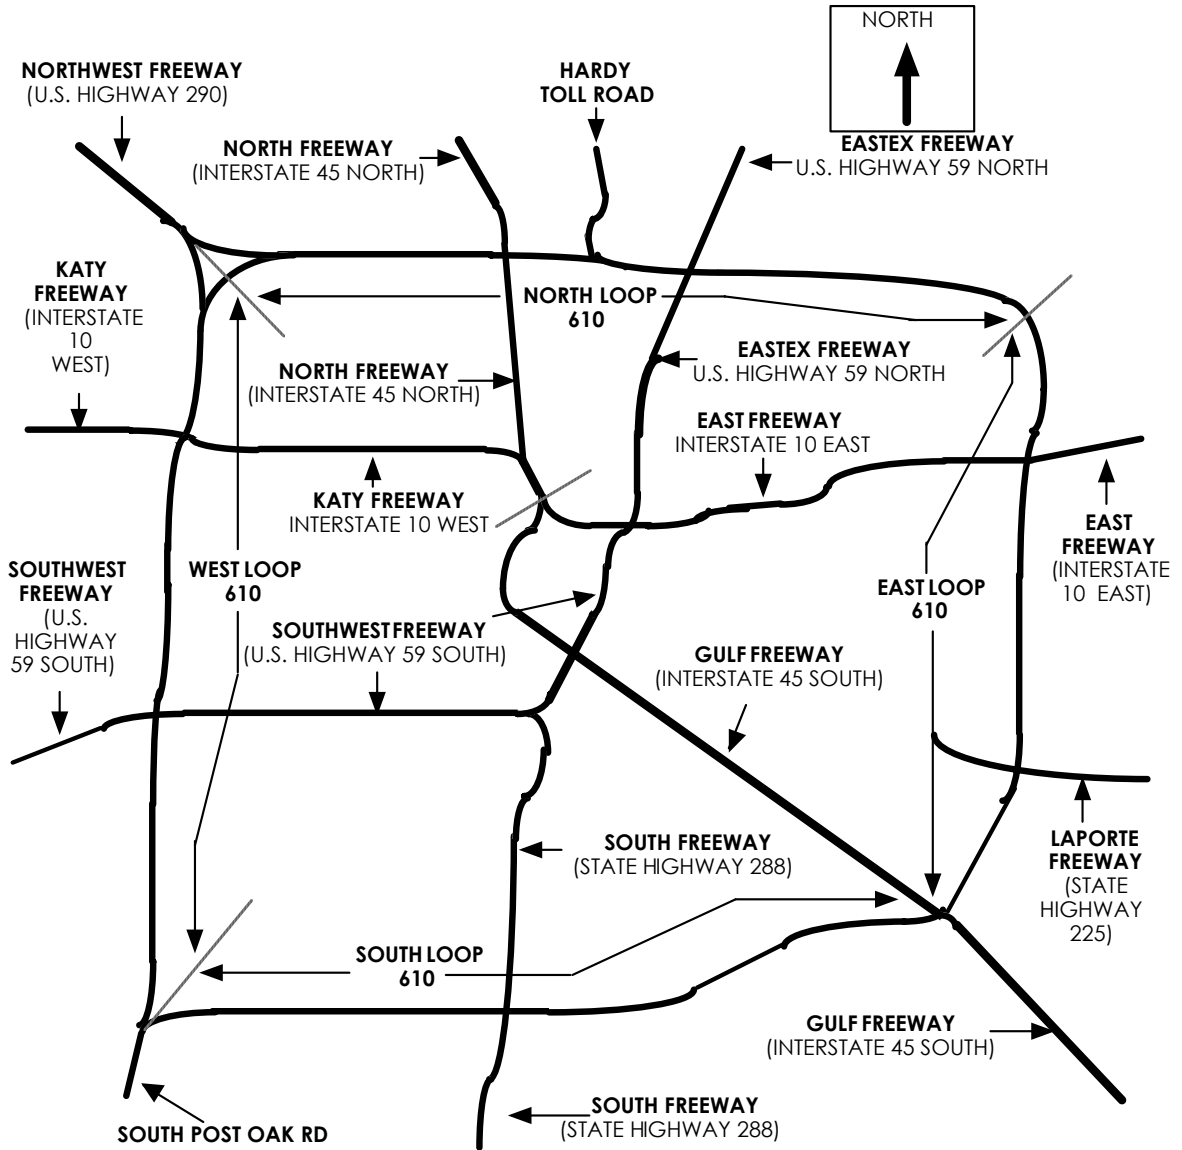 NORTH
NORTHWEST FREEWAY
(U.S. HIGHWAY 290)
HARDY
TOLL ROAD
NORTH FREEWAY
(INTERSTATE 45 NORTH)
EASTEX FREEWAY
U.S. HIGHWAY 59 NORTH
KATY
FREEWAY
(INTERSTATE
10
WEST)
NORTH LOOP
610
NORTH FREEWAY
(INTERSTATE 45 NORTH)
EASTEX FREEWAY
U.S. HIGHWAY 59 NORTH
EAST FREEWAY
INTERSTATE 10 EAST
KATY FREEWAY
INTERSTATE 10 WEST
EAST
FREEWAY
(INTERSTATE
10 EAST)
SOUTHWEST
FREEWAY
(U.S.
HIGHWAY
59 SOUTH)
WEST LOOP
610
EAST LOOP
610
SOUTHWEST FREEWAY
(U.S. HIGHWAY 59 SOUTH)
GULF FREEWAY
(INTERSTATE 45 SOUTH)
SOUTH FREEWAY
(STATE HIGHWAY 288)
LAPORTE
FREEWAY
(STATE
HIGHWAY
225)
SOUTH LOOP
610
GULF FREEWAY
(INTERSTATE 45 SOUTH)
SOUTH POST OAK RD
SOUTH FREEWAY
(STATE HIGHWAY 288)